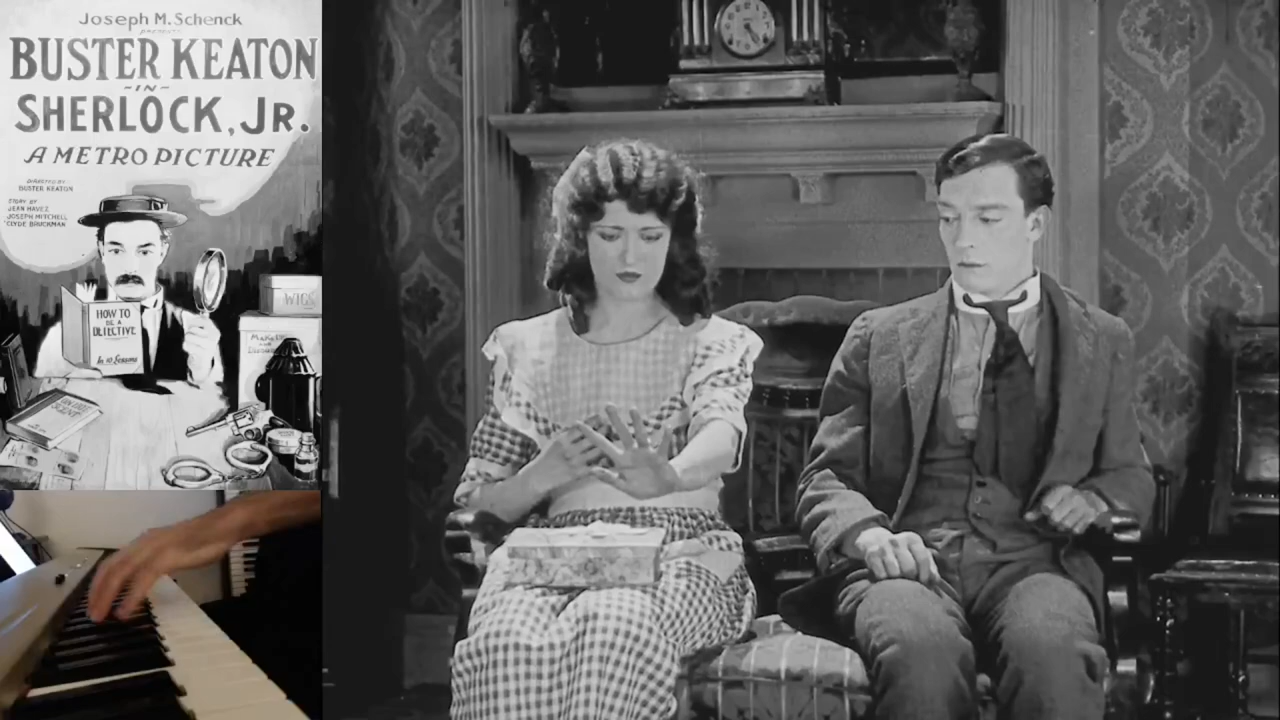 Joseph M. Schenck
PRESENTS
BUSTER KEATON
-IN-
SHERLOCK, JR.
A METRO PICTURE
DIRECTED BY
BUSTER KEATON
STORY BY
JEAN HAVEZ
JOSEPH MITCHELL
CLYDE BRUCKMAN
HOW TO
BE A
DETECTIVE
In 10 Lessons
WIGS